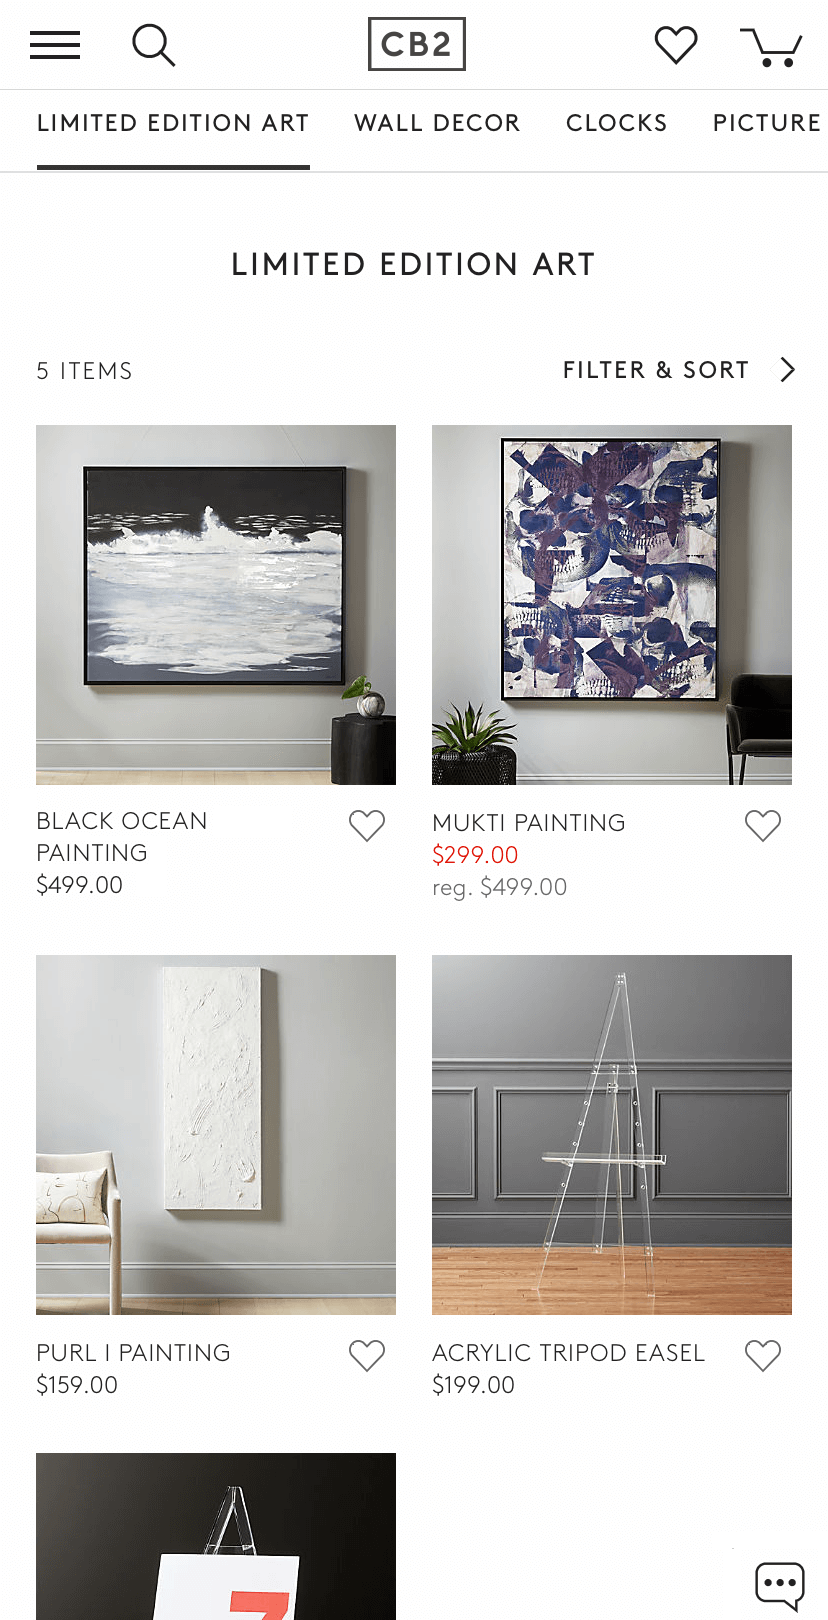 CB2
LIMITED EDITION ART
WALL DECOR
CLOCKS
PICTURE
LIMITED EDITION ART
5 ITEMS
FILTER & SORT
BLACK OCEAN
PAINTING
$499.00
MUKTI PAINTING
$299.00
reg. $499.00
PURL I PAINTING
$159.00
ACRYLIC TRIPOD EASEL
$199.00